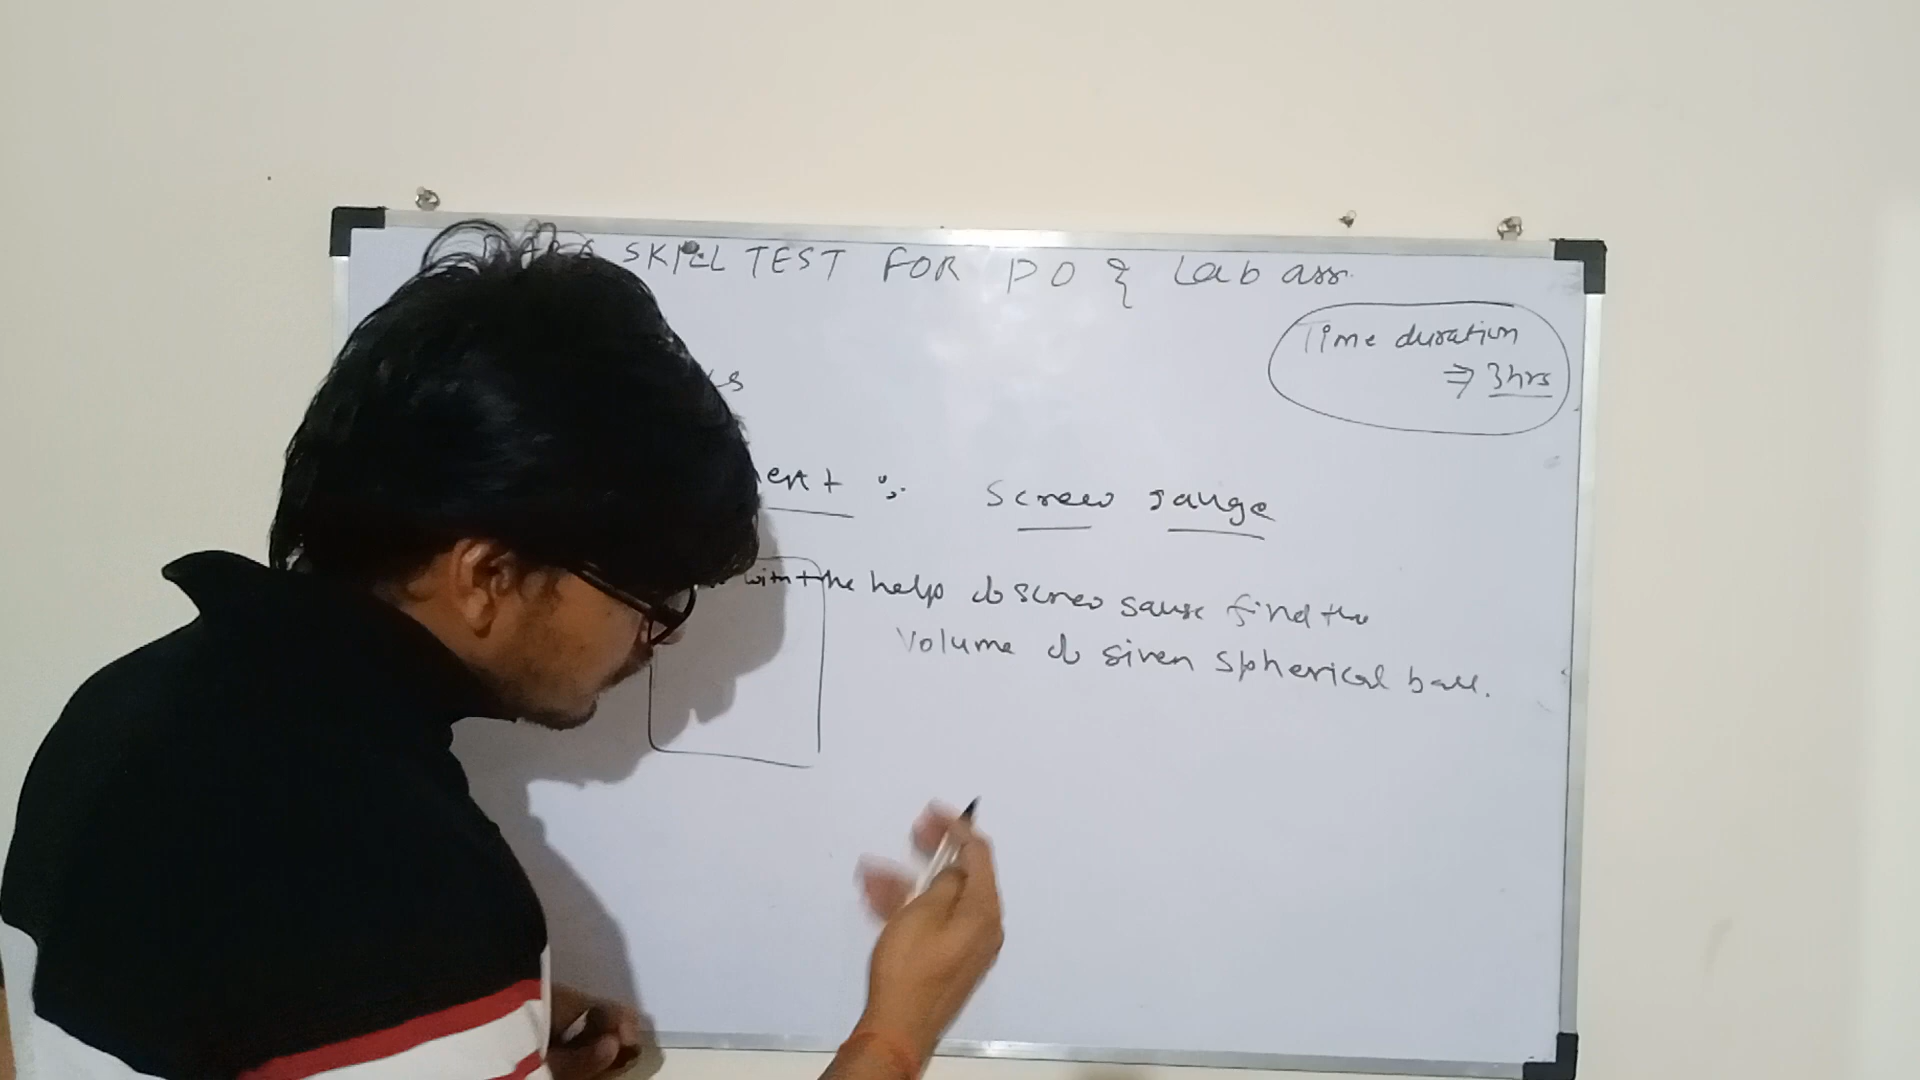 SKILL TEST FOR PO & Lab ass.
Time duration
⇒ 3hrs
Screw gauge
with the help of screw gauge find the
Volume of given spherical ball.